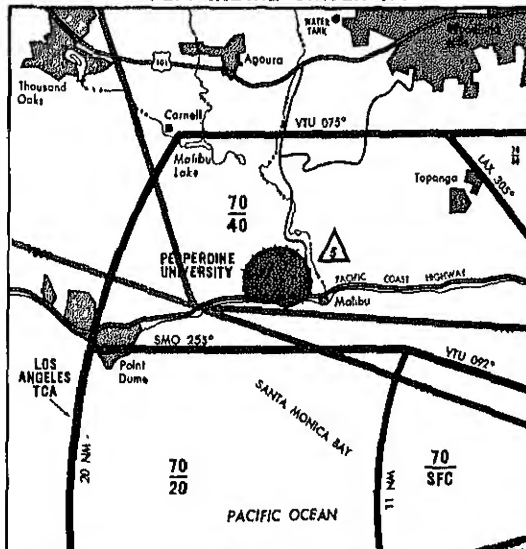 WATER
TANK
101
Agoura
Thousand
Oaks
Cornell
VTU 075°
Malibu
Lake
LAX 305°
Topanga
70
40
5
PEPPERDINE
UNIVERSITY
PACIFIC COAST HIGHWAY
Malibu
SMO 255°
VTU 092°
Point
Dume
LOS
ANGELES
TCA
SANTA MONICA BAY
20 NM
70
20
11 NM
70
SFC
PACIFIC OCEAN